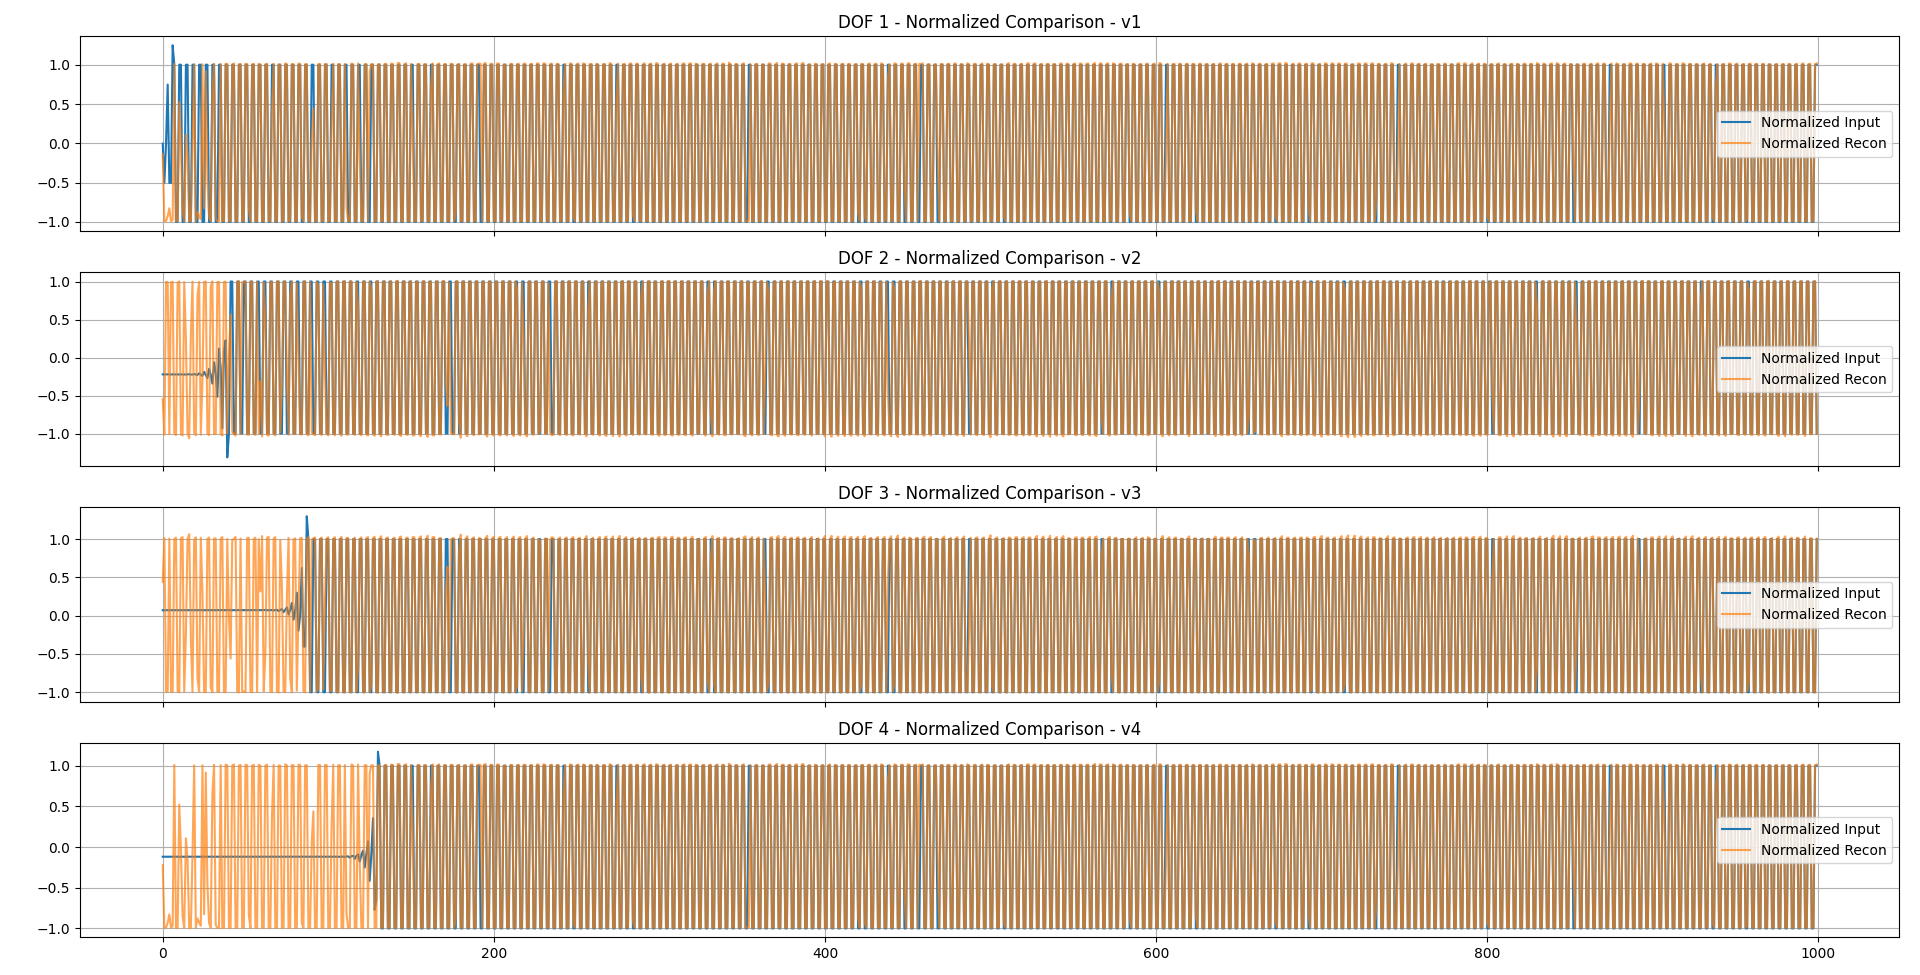 DOF 1 - Normalized Comparison - v1
1.0
0.5
0.0
−0.5
−1.0
Normalized Input
Normalized Recon
DOF 2 - Normalized Comparison - v2
1.0
0.5
0.0
−0.5
−1.0
Normalized Input
Normalized Recon
DOF 3 - Normalized Comparison - v3
1.0
0.5
0.0
−0.5
−1.0
Normalized Input
Normalized Recon
DOF 4 - Normalized Comparison - v4
1.0
0.5
0.0
−0.5
−1.0
Normalized Input
Normalized Recon
0 200 400 600 800 1000